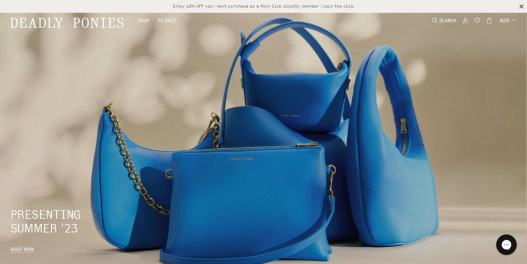 Enjoy 10% off your next purchase as a Pony Club loyalty member | Join the club.
DEADLY PONIES
SHOP
PLANET
SEARCH
NZD
PRESENTING
SUMMER '23
SHOP NOW